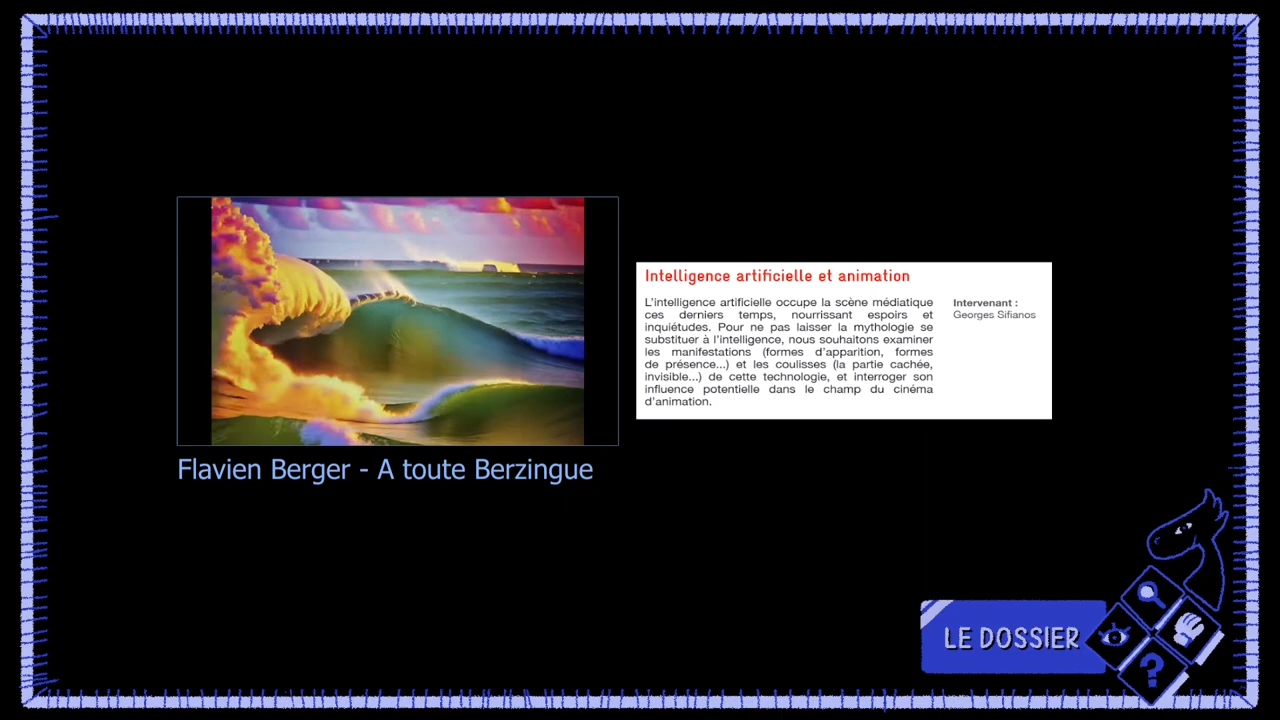 Flavien Berger - A toute Berzingue
Intelligence artificielle et animation
L'intelligence artificielle occupe la scène médiatique
ces derniers temps, nourrissant espoirs et
inquiétudes. Pour ne pas laisser la mythologie se
substituer à l'intelligence, nous souhaitons examiner
les manifestations (formes d'apparition, formes
de présence...) et les coulisses (la partie cachée,
invisible...) de cette technologie, et interroger son
influence potentielle dans le champ du cinéma
d'animation.
Intervenant :
Georges Sifianos
LE DOSSIER
?